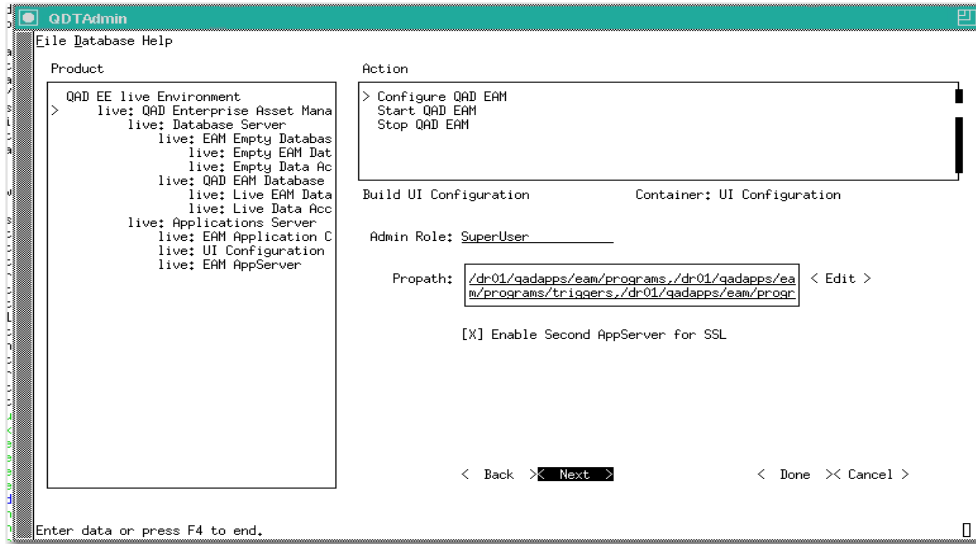 QDTAdmin
File Database Help
Product
QAD EE live Environment
> live: QAD Enterprise Asset Mana
live: Database Server
live: EAM Empty Databas
live: Empty EAM Dat
live: Empty Data Ac
live: QAD EAM Database
live: Live EAM Data
live: Live Data Acc
live: Applications Server
live: EAM Application C
live: UI Configuration
live: EAM AppServer
Action
> Configure QAD EAM
Start QAD EAM
Stop QAD EAM
Build UI Configuration Container: UI Configuration
Admin Role: SuperUser
Propath: /dr01/qadapps/eam/programs,/dr01/qadapps/ea < Edit >
m/programs/triggers,/dr01/qadapps/eam/progr
[X] Enable Second AppServer for SSL
< Back >< Next > < Done >< Cancel >
Enter data or press F4 to end.